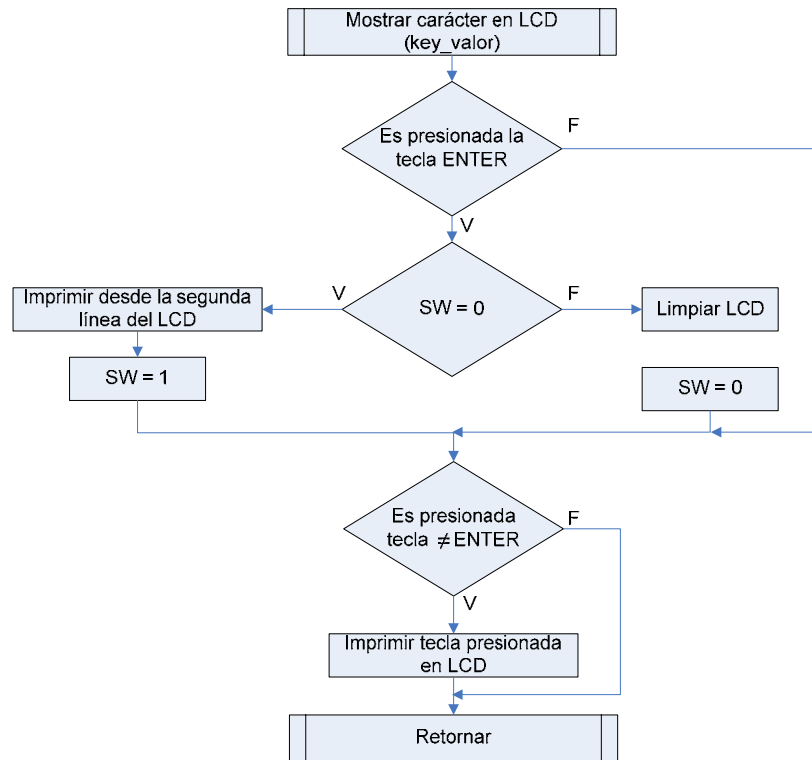 Mostrar carácter en LCD
(key_valor)
Es presionada la
tecla ENTER
F
V
SW = 0
V
F
Imprimir desde la segunda
línea del LCD
Limpiar LCD
SW = 1
SW = 0
Es presionada
tecla ≠ ENTER
F
V
Imprimir tecla presionada
en LCD
Retornar